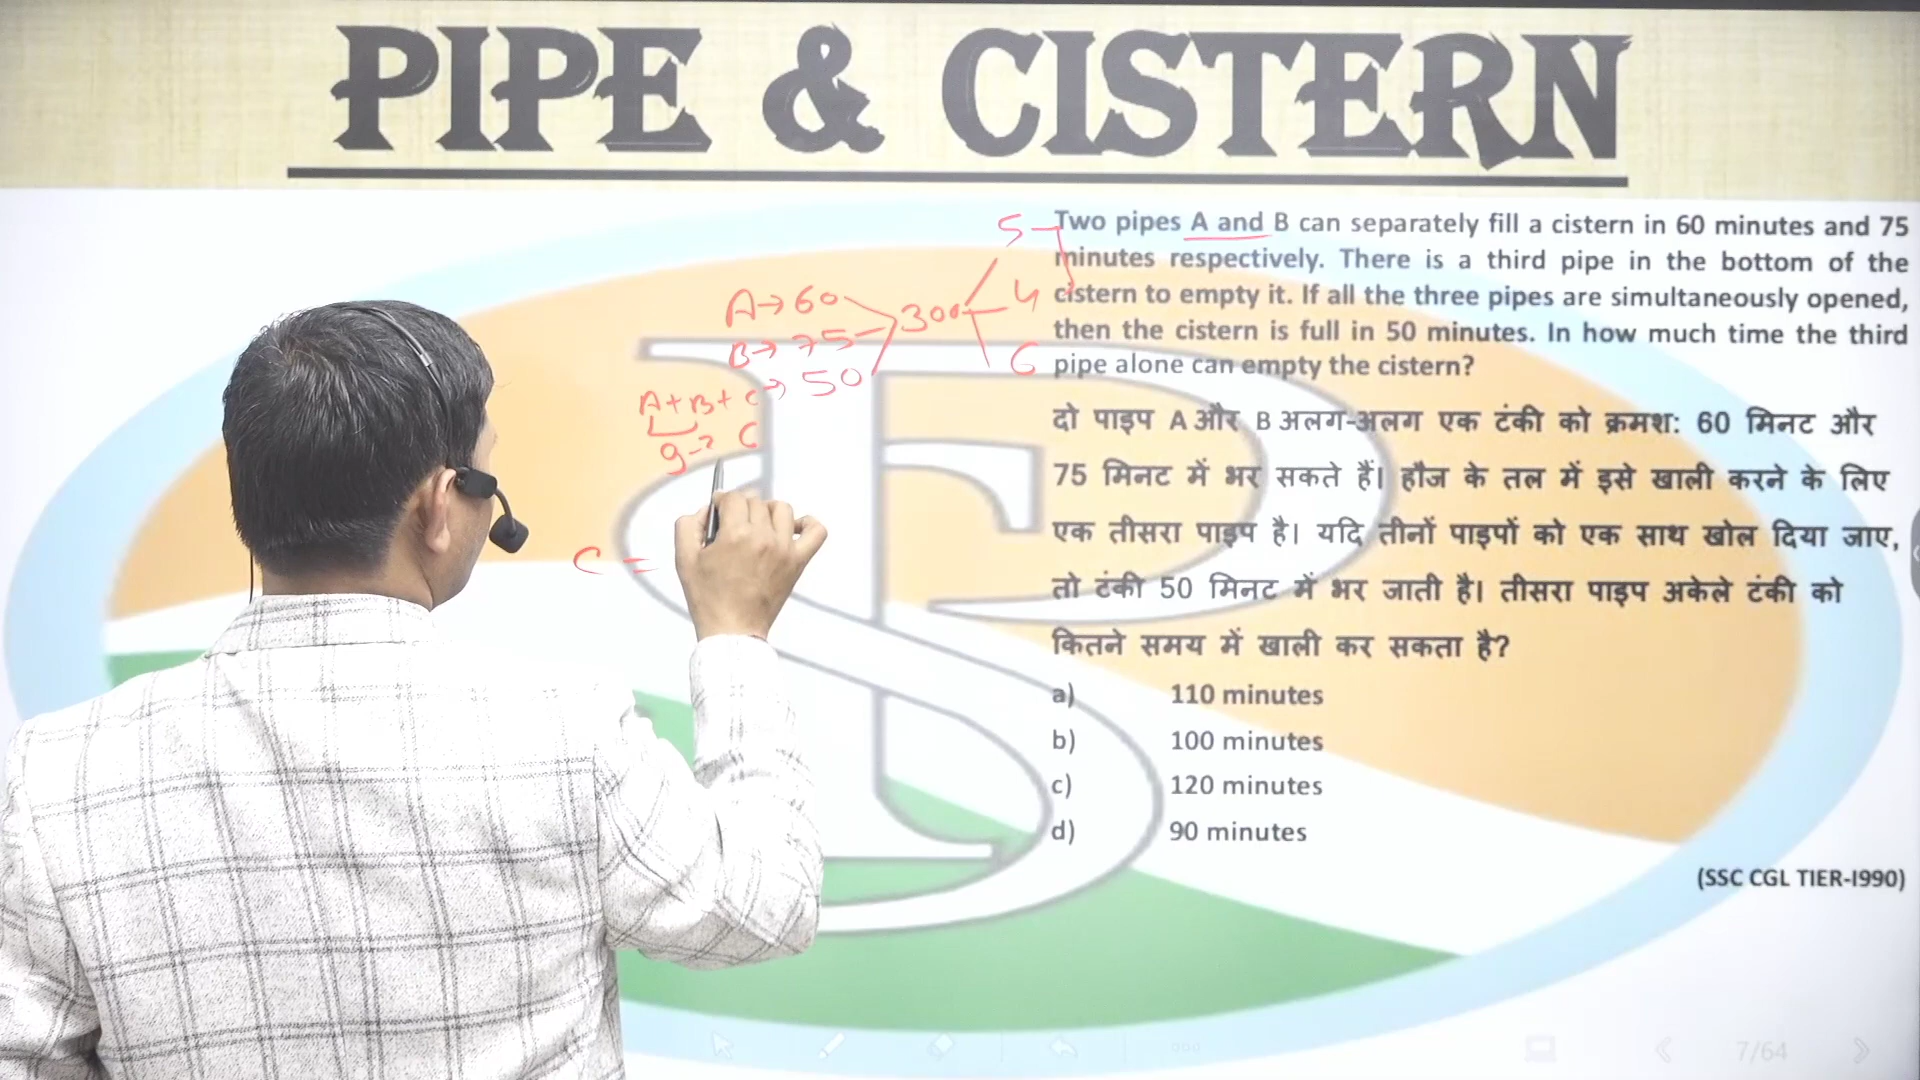 PIPE & CISTERN
Two pipes A and B can separately fill a cistern in 60 minutes and 75
minutes respectively. There is a third pipe in the bottom of the
cistern to empty it. If all the three pipes are simultaneously opened,
then the cistern is full in 50 minutes. In how much time the third
pipe alone can empty the cistern?
दो पाइप A और B अलग-अलग एक टंकी को क्रमश: 60 मिनट और
75 मिनट में भर सकते हैं। हौज के तल में इसे खाली करने के लिए
एक तीसरा पाइप है। यदि तीनों पाइपों को एक साथ खोल दिया जाए,
तो टंकी 50 मिनट में भर जाती है। तीसरा पाइप अकेले टंकी को
कितने समय में खाली कर सकता है?
a) 110 minutes
b) 100 minutes
c) 120 minutes
d) 90 minutes
(SSC CGL TIER-I990)
5
A→60
300
4
B→75
6
A+B+C→50
9→ 6
C =
7/64